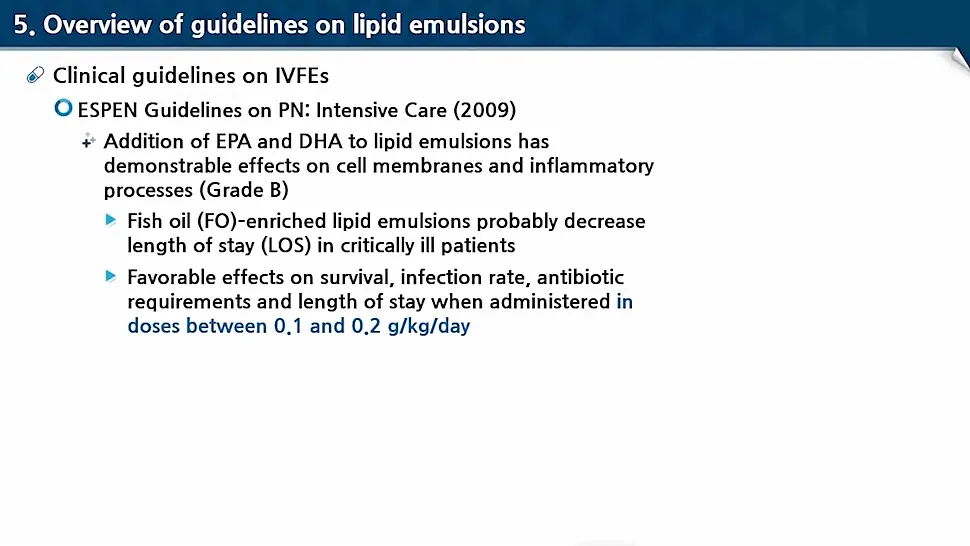 5. Overview of guidelines on lipid emulsions
Clinical guidelines on IVFEs
ESPEN Guidelines on PN: Intensive Care (2009)
Addition of EPA and DHA to lipid emulsions has
demonstrable effects on cell membranes and inflammatory
processes (Grade B)
Fish oil (FO)-enriched lipid emulsions probably decrease
length of stay (LOS) in critically ill patients
Favorable effects on survival, infection rate, antibiotic
requirements and length of stay when administered in
doses between 0.1 and 0.2 g/kg/day